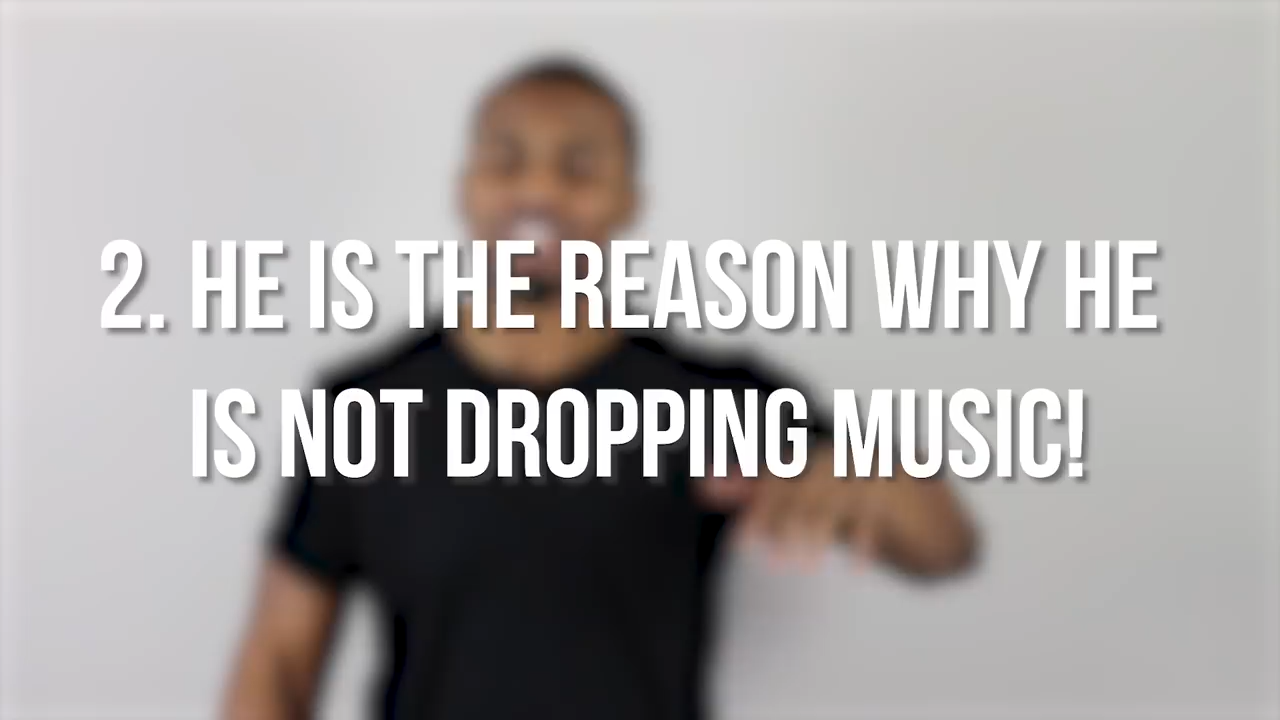 2. HE IS THE REASON WHY HE
IS NOT DROPPING MUSIC!